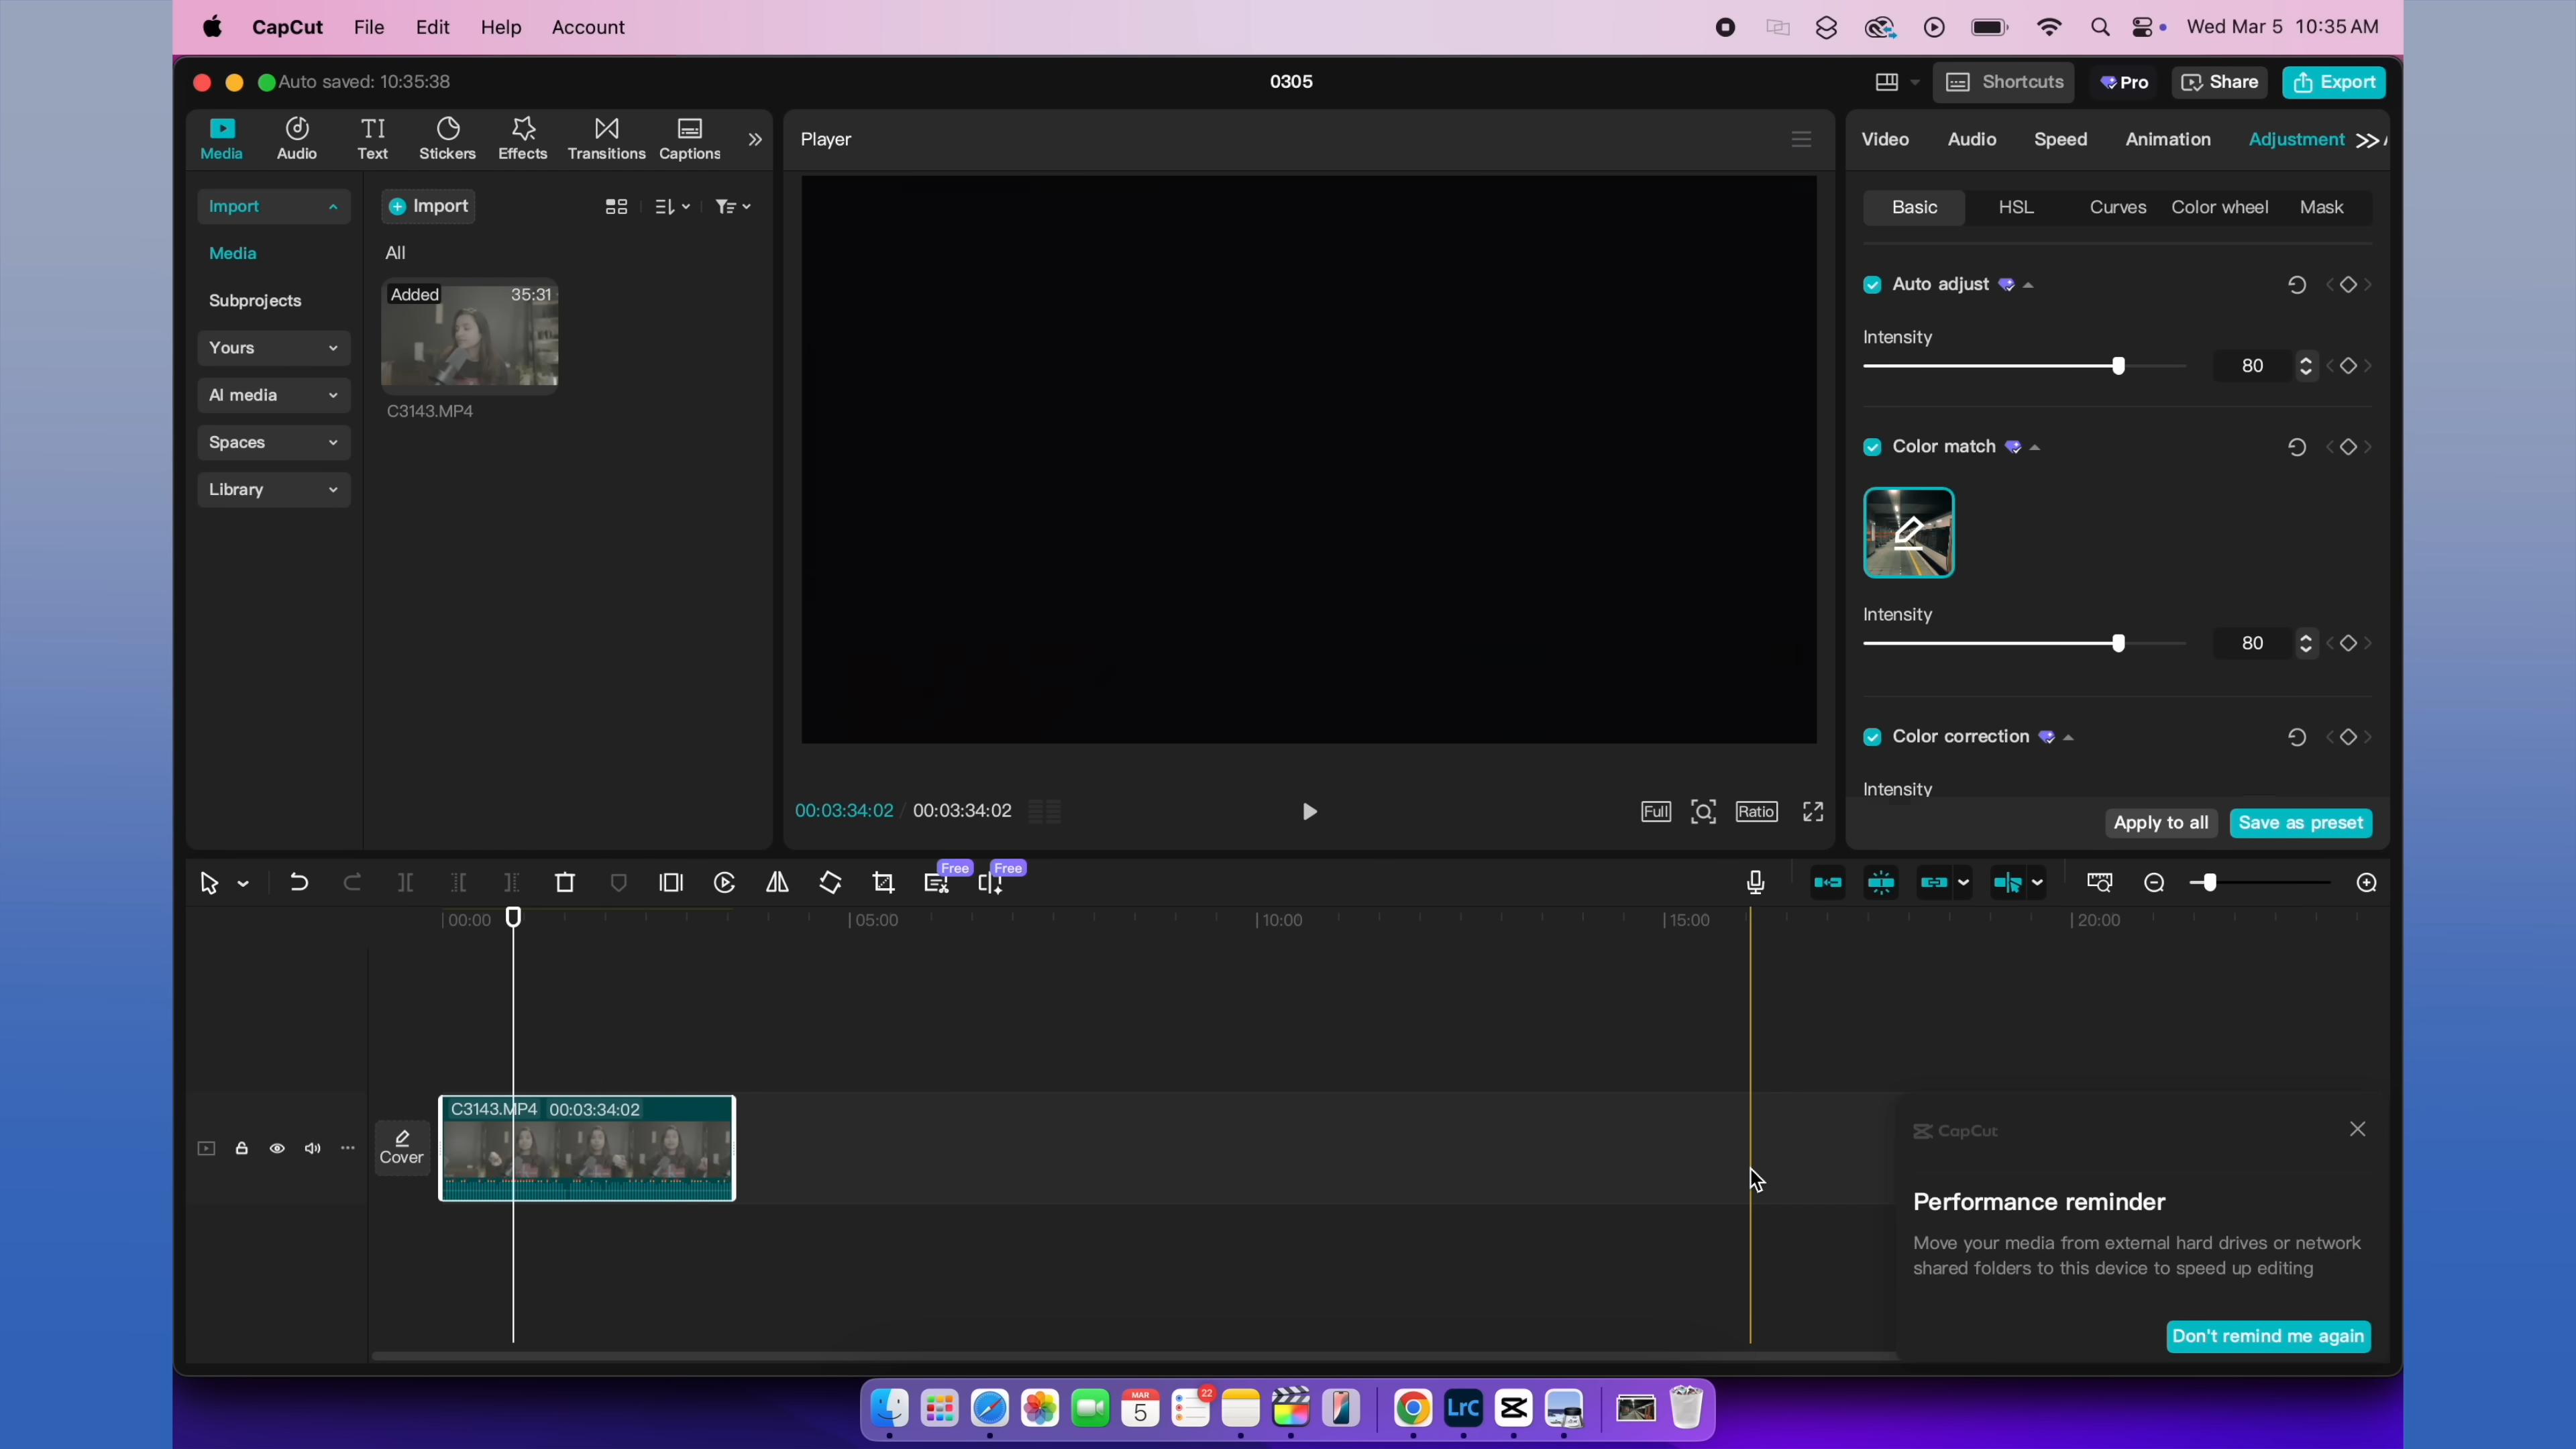 CapCut File Edit Help Account
Wed Mar 5 10:35 AM
Auto saved: 10:35:38
0305
Shortcuts Pro Share Export
Media Audio Text Stickers Effects Transitions Captions
Player
Video Audio Speed Animation Adjustment
Import
Media
Subprojects
Yours
AI media
Spaces
Library
Import
All
Added 35:31
C3143.MP4
Basic HSL Curves Color wheel Mask
Auto adjust
Intensity
80
Color match
Intensity
80
Color correction
Intensity
Apply to all Save as preset
00:03:34:02 / 00:03:34:02
Full Ratio
Free Free
00:00 05:00 10:00 15:00 20:00
C3143.MP4 00:03:34:02
Cover
CapCut
Performance reminder
Move your media from external hard drives or network
shared folders to this device to speed up editing
Don't remind me again
MAR
5
22
LrC